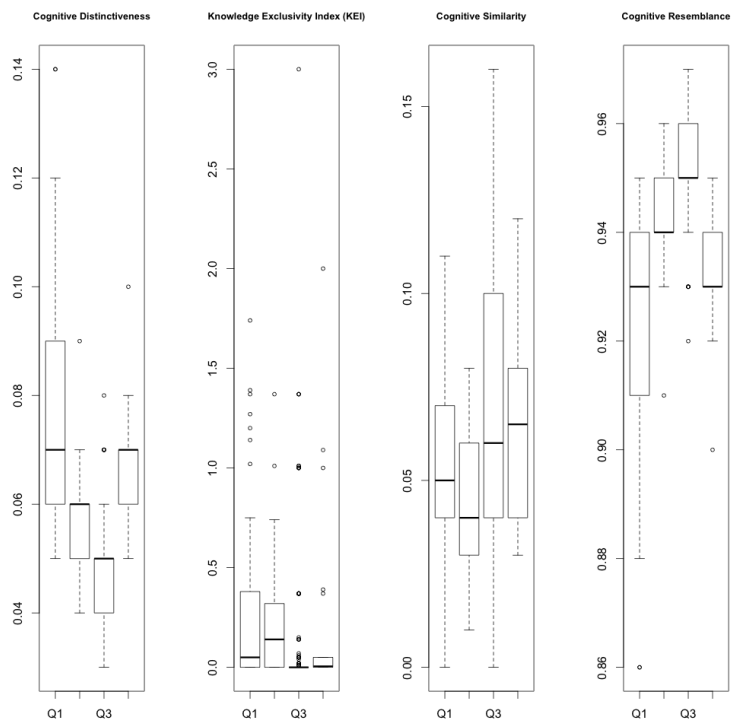 Cognitive Distinctiveness
0.14
0.12
0.10
0.08
0.06
0.04
Q1 Q3
Knowledge Exclusivity Index (KEI)
3.0
2.5
2.0
1.5
1.0
0.5
0.0
Q1 Q3
Cognitive Similarity
0.15
0.10
0.05
0.00
Q1 Q3
Cognitive Resemblance
0.96
0.94
0.92
0.90
0.88
0.86
Q1 Q3